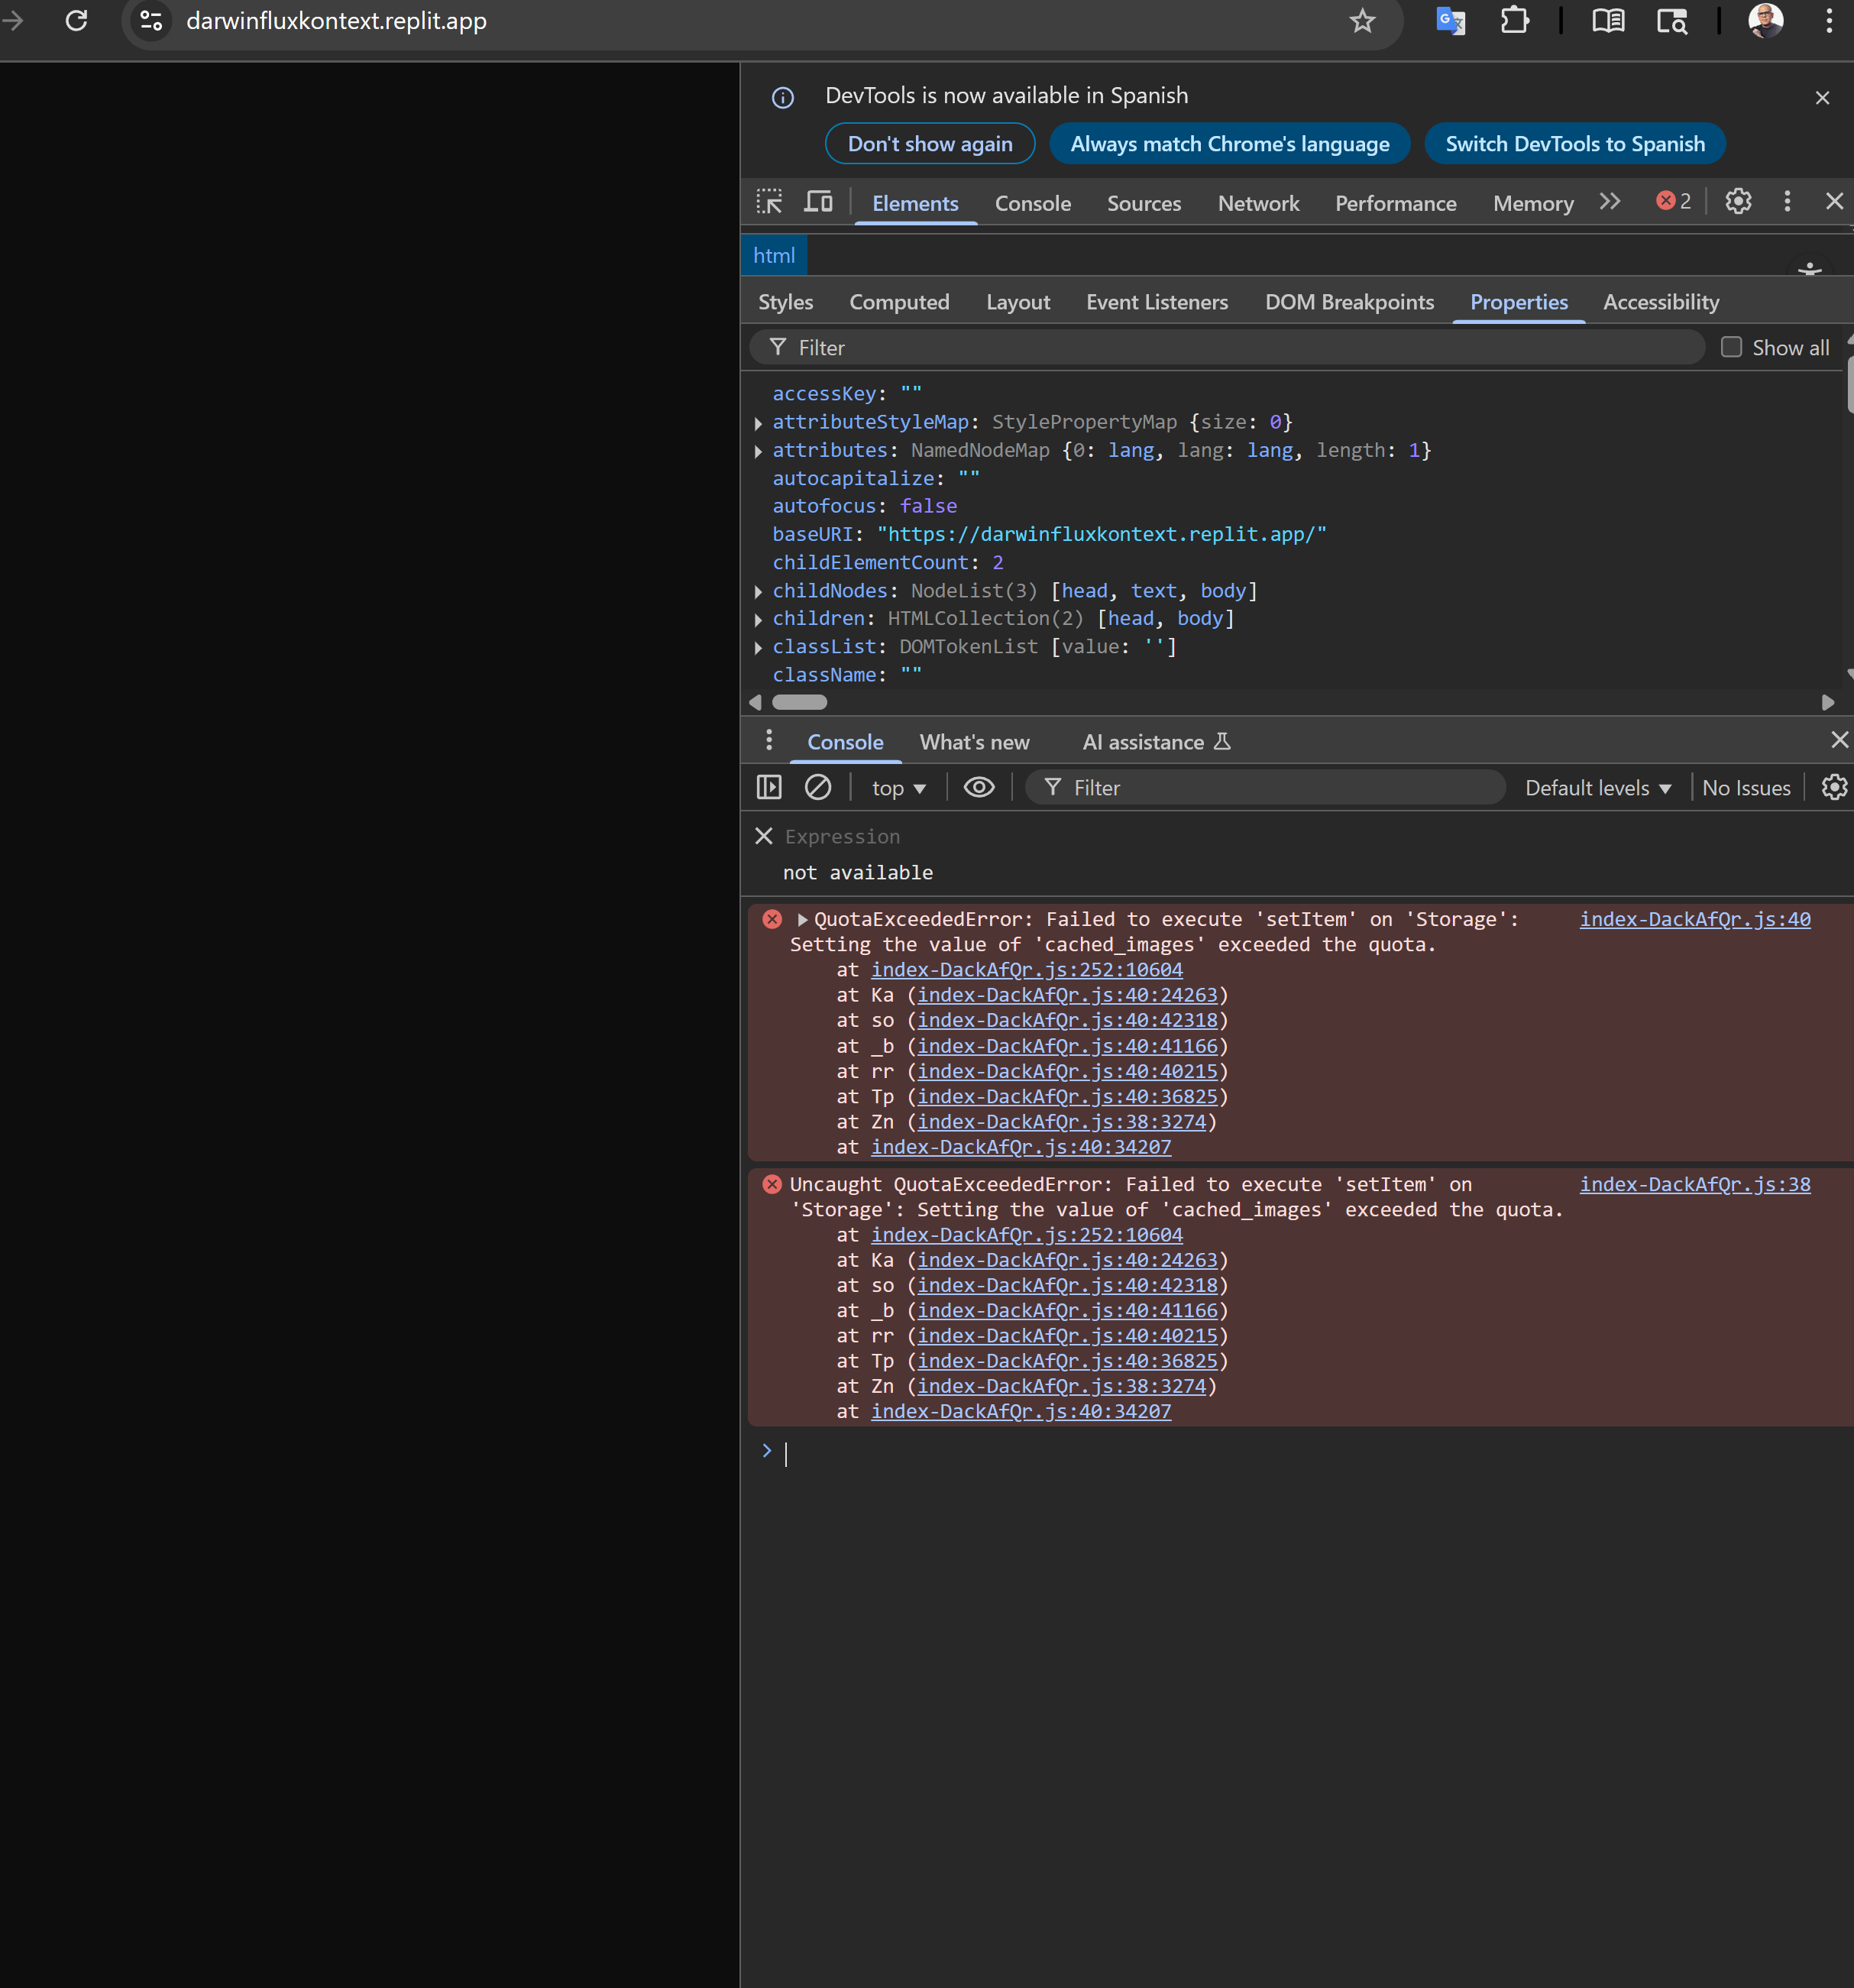 darwinfluxkontext.replit.app
DevTools is now available in Spanish
Don't show again
Always match Chrome's language
Switch DevTools to Spanish
Elements Console Sources Network Performance Memory 2
html
Styles Computed Layout Event Listeners DOM Breakpoints Properties Accessibility
Filter Show all
accessKey: ""
attributeStyleMap: StylePropertyMap {size: 0}
attributes: NamedNodeMap {0: lang, lang: lang, length: 1}
autocapitalize: ""
autofocus: false
baseURI: "https://darwinfluxkontext.replit.app/"
childElementCount: 2
childNodes: NodeList(3) [head, text, body]
children: HTMLCollection(2) [head, body]
classList: DOMTokenList [value: '']
className: ""
Console What's new AI assistance
top Filter Default levels No Issues
Expression
not available
QuotaExceededError: Failed to execute 'setItem' on 'Storage': index-DackAfQr.js:40
Setting the value of 'cached_images' exceeded the quota.
at index-DackAfQr.js:252:10604
at Ka (index-DackAfQr.js:40:24263)
at so (index-DackAfQr.js:40:42318)
at _b (index-DackAfQr.js:40:41166)
at rr (index-DackAfQr.js:40:40215)
at Tp (index-DackAfQr.js:40:36825)
at Zn (index-DackAfQr.js:38:3274)
at index-DackAfQr.js:40:34207
Uncaught QuotaExceededError: Failed to execute 'setItem' on index-DackAfQr.js:38
'Storage': Setting the value of 'cached_images' exceeded the quota.
at index-DackAfQr.js:252:10604
at Ka (index-DackAfQr.js:40:24263)
at so (index-DackAfQr.js:40:42318)
at _b (index-DackAfQr.js:40:41166)
at rr (index-DackAfQr.js:40:40215)
at Tp (index-DackAfQr.js:40:36825)
at Zn (index-DackAfQr.js:38:3274)
at index-DackAfQr.js:40:34207